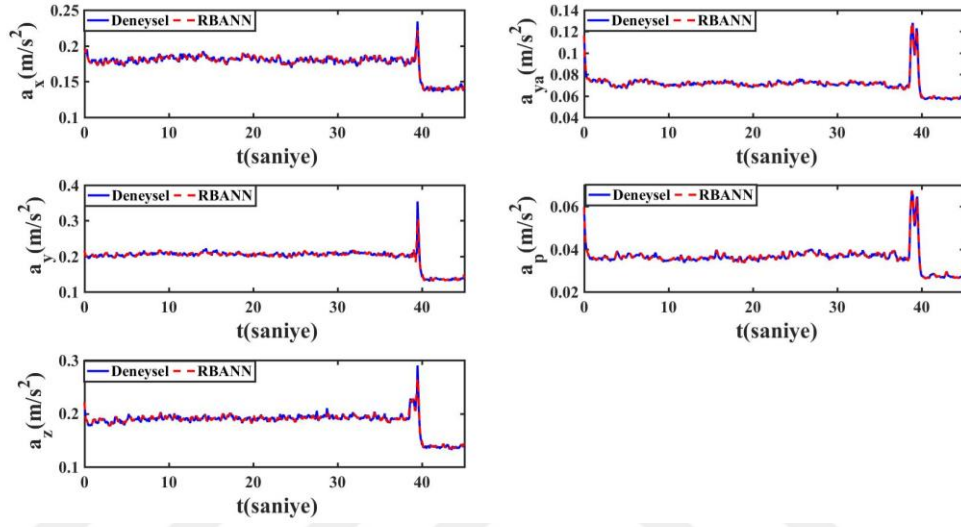 0.25
Deneysel RBANN
0.2
0.15
0.1
a_x(m/s^2)
0 10 20 30 40
t(saniye)
0.14
Deneysel RBANN
0.12
0.10
0.08
0.06
0.04
a_ya(m/s^2)
0 10 20 30 40
t(saniye)
0.4
Deneysel RBANN
0.3
0.2
0.1
a_y(m/s^2)
0 10 20 30 40
t(saniye)
Deneysel RBANN
0.06
0.04
0.02
a_p(m/s^2)
0 10 20 30 40
t(saniye)
0.3
Deneysel RBANN
0.2
0.1
a_z(m/s^2)
0 10 20 30 40
t(saniye)